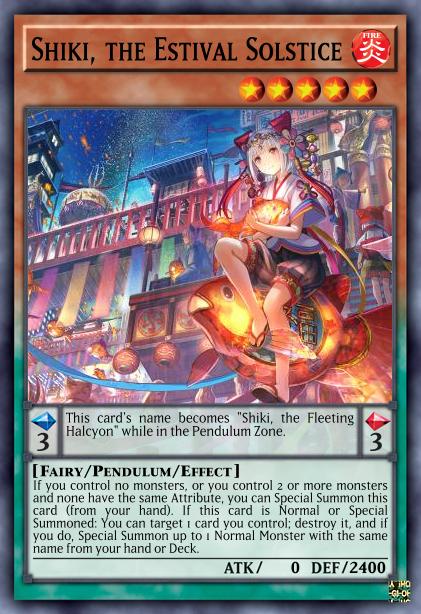 Shiki, the Estival Solstice
FIRE
炎
This card's name becomes "Shiki, the Fleeting
Halcyon" while in the Pendulum Zone.
3
3
[Fairy/Pendulum/Effect]
If you control no monsters, or you control 2 or more monsters
and none have the same Attribute, you can Special Summon this
card (from your hand). If this card is Normal or Special
Summoned: You can target 1 card you control; destroy it, and if
you do, Special Summon up to 1 Normal Monster with the same
name from your hand or Deck.
ATK/ 0 DEF/2400